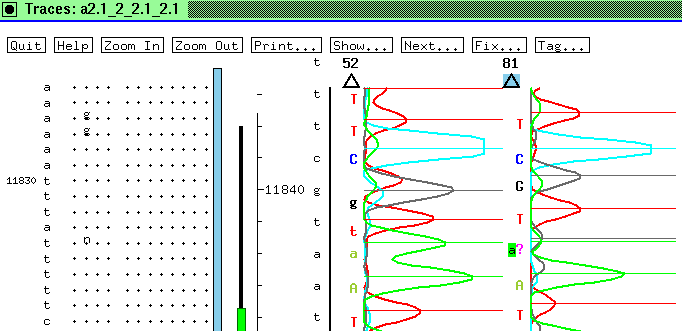 Traces: a2.1_2_2.1_2.1
Quit Help Zoom In Zoom Out Print... Show... Next... Fix... Tag...
t 52 81
a t T
a t T T
a g
a g
a c C C
a
11830 t 11840 g G
t g
t t t T
a
t n a a a?
t
t a A A
t
t t T T
c